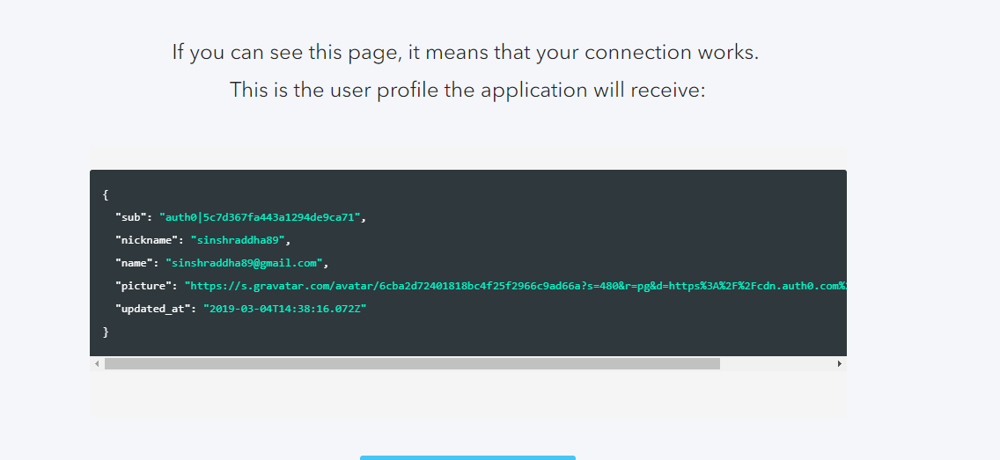 If you can see this page, it means that your connection works.
This is the user profile the application will receive:
{
"sub": "auth0|5c7d367fa443a1294de9ca71",
"nickname": "sinshraddha89",
"name": "sinshraddha89@gmail.com",
"picture": "https://s.gravatar.com/avatar/6cba2d72401818bc4f25f2966c9ad66a?s=480&r=pg&d=https%3A%2F%2Fcdn.auth0.com%
"updated_at": "2019-03-04T14:38:16.072Z"
}